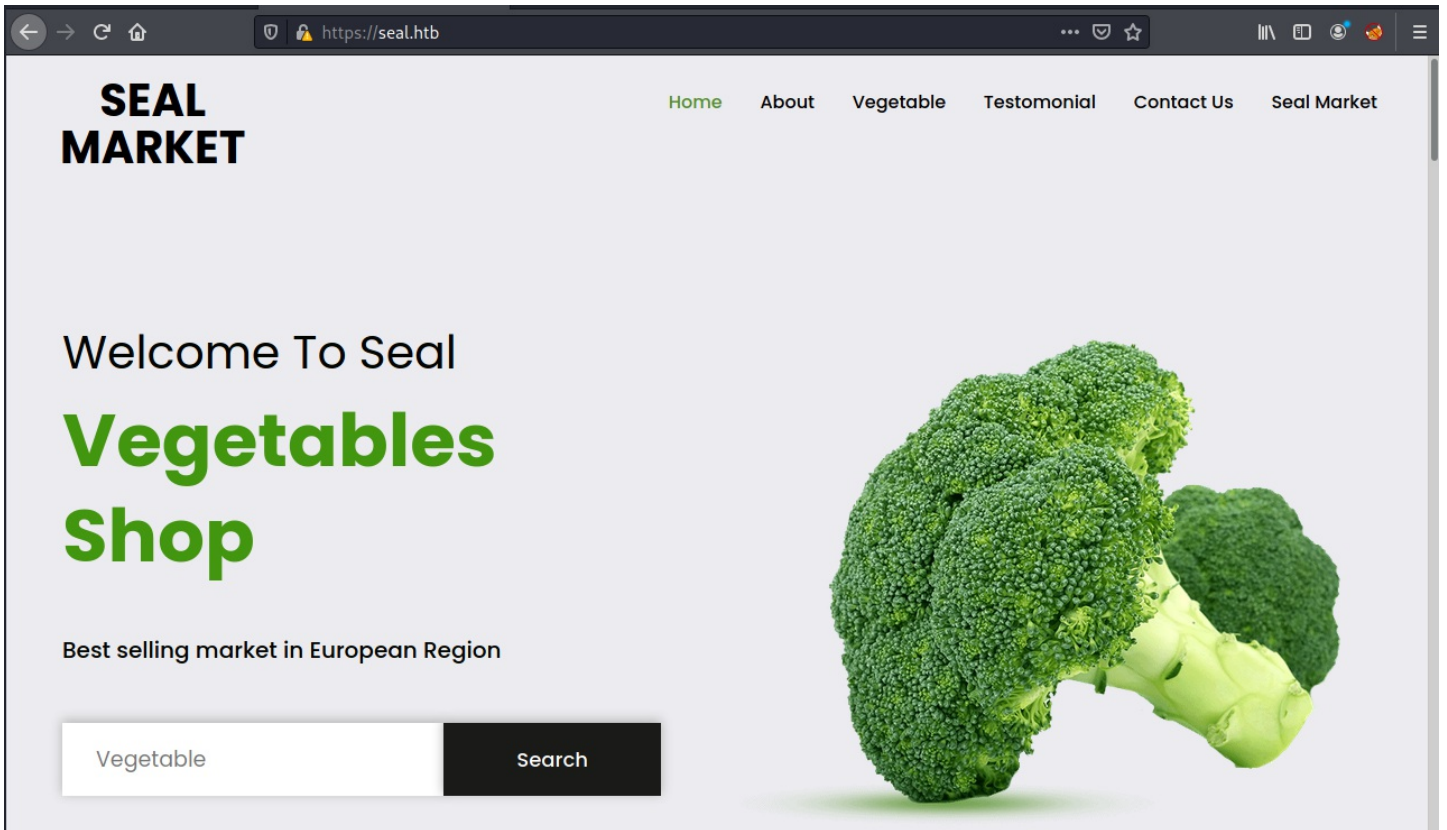 https://seal.htb
SEAL
MARKET
Home About Vegetable Testomonial Contact Us Seal Market
Welcome To Seal
Vegetables
Shop
Best selling market in European Region
Vegetable Search